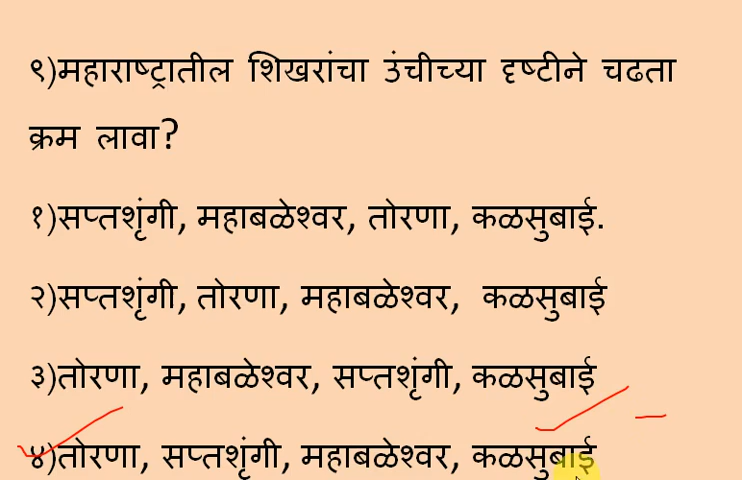 ९)महाराष्ट्रातील शिखरांचा उंचीच्या दृष्टीने चढता
क्रम लावा?
१)सप्तशृंगी, महाबळेश्वर, तोरणा, कळसुबाई.
२)सप्तशृंगी, तोरणा, महाबळेश्वर, कळसुबाई
३)तोरणा, महाबळेश्वर, सप्तशृंगी, कळसुबाई
४)तोरणा, सप्तशृंगी, महाबळेश्वर, कळसुबाई